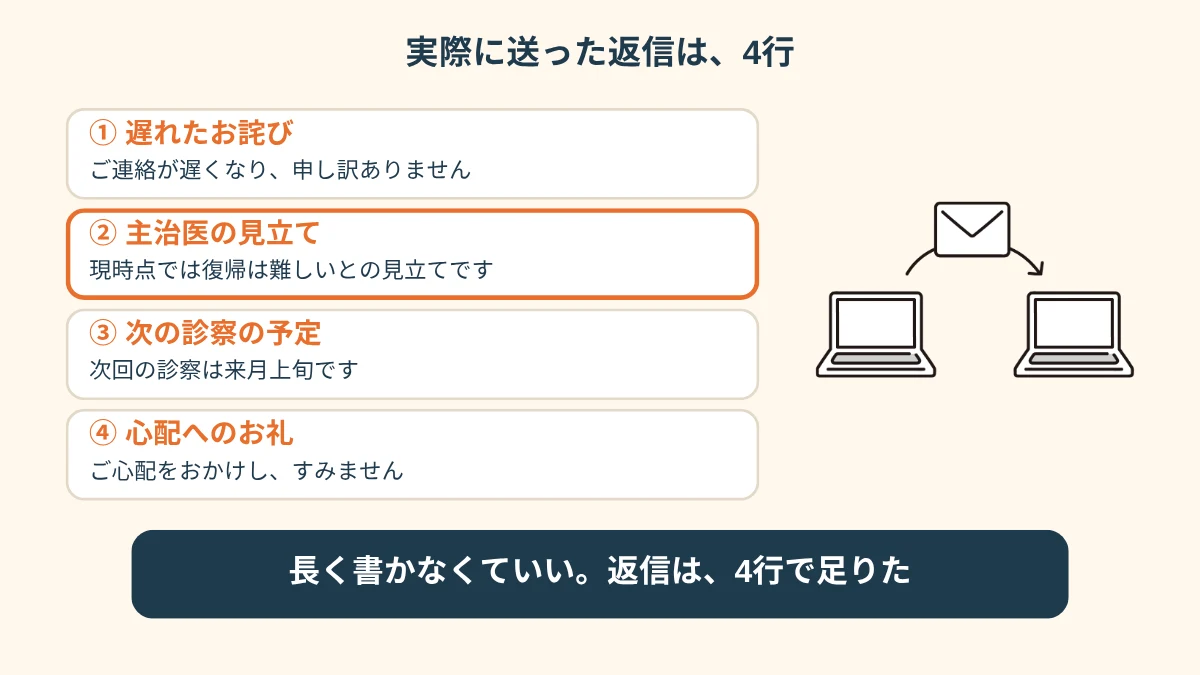 実際に送った返信は、4行
① 遅れたお詫び
ご連絡が遅くなり、申し訳ありません
② 主治医の見立て
現時点では復帰は難しいとの見立てです
③ 次の診察の予定
次回の診察は来月上旬です
④ 心配へのお礼
ご心配をおかけし、すみません
長く書かなくていい。返信は、4行で足りた